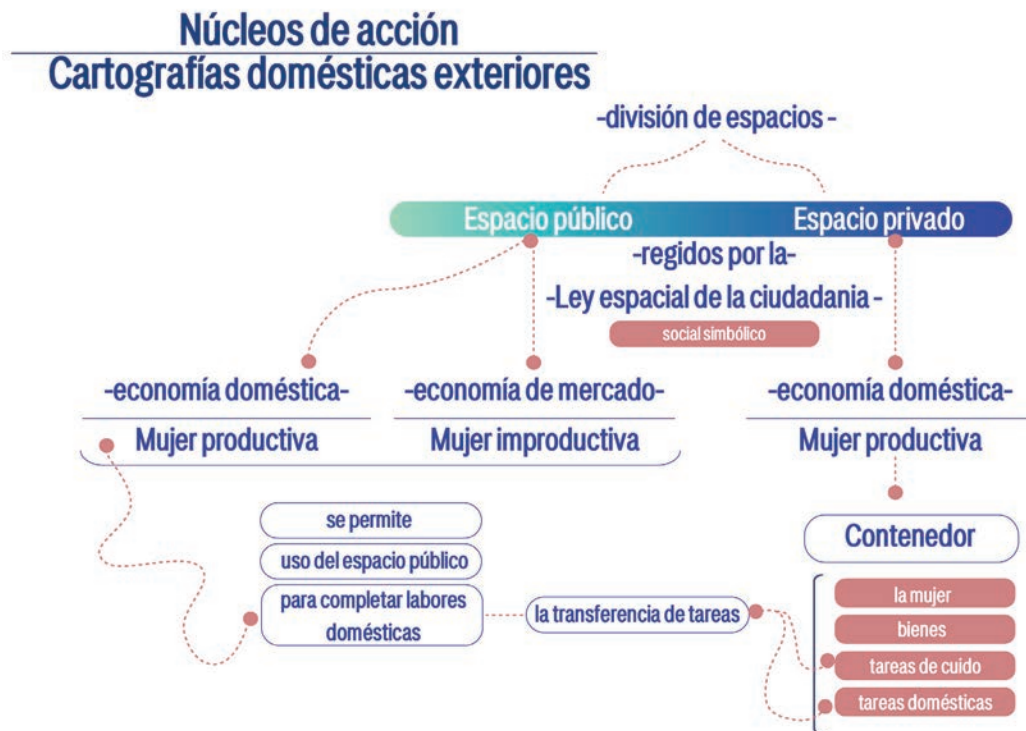 Núcleos de acción
Cartografías domésticas exteriores
-división de espacios -
Espacio público
Espacio privado
-regidos por la-
-Ley espacial de la ciudadania -
social simbólico
-economía doméstica-
Mujer productiva
-economía de mercado-
Mujer improductiva
-economía doméstica-
Mujer productiva
se permite
uso del espacio público
para completar labores
domésticas
la transferencia de tareas
Contenedor
la mujer
bienes
tareas de cuido
tareas domésticas